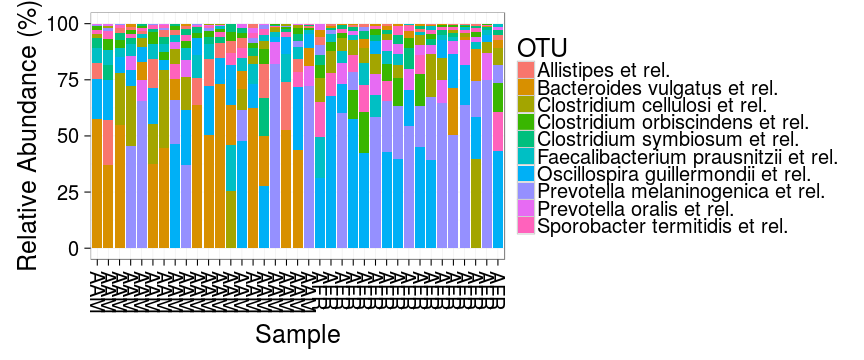 Relative Abundance (%)
100
75
50
25
0
Sample
OTU
Allistipes et rel.
Bacteroides vulgatus et rel.
Clostridium cellulosi et rel.
Clostridium orbiscindens et rel.
Clostridium symbiosum et rel.
Faecalibacterium prausnitzii et rel.
Oscillospira guillermondii et rel.
Prevotella melaninogenica et rel.
Prevotella oralis et rel.
Sporobacter termitidis et rel.